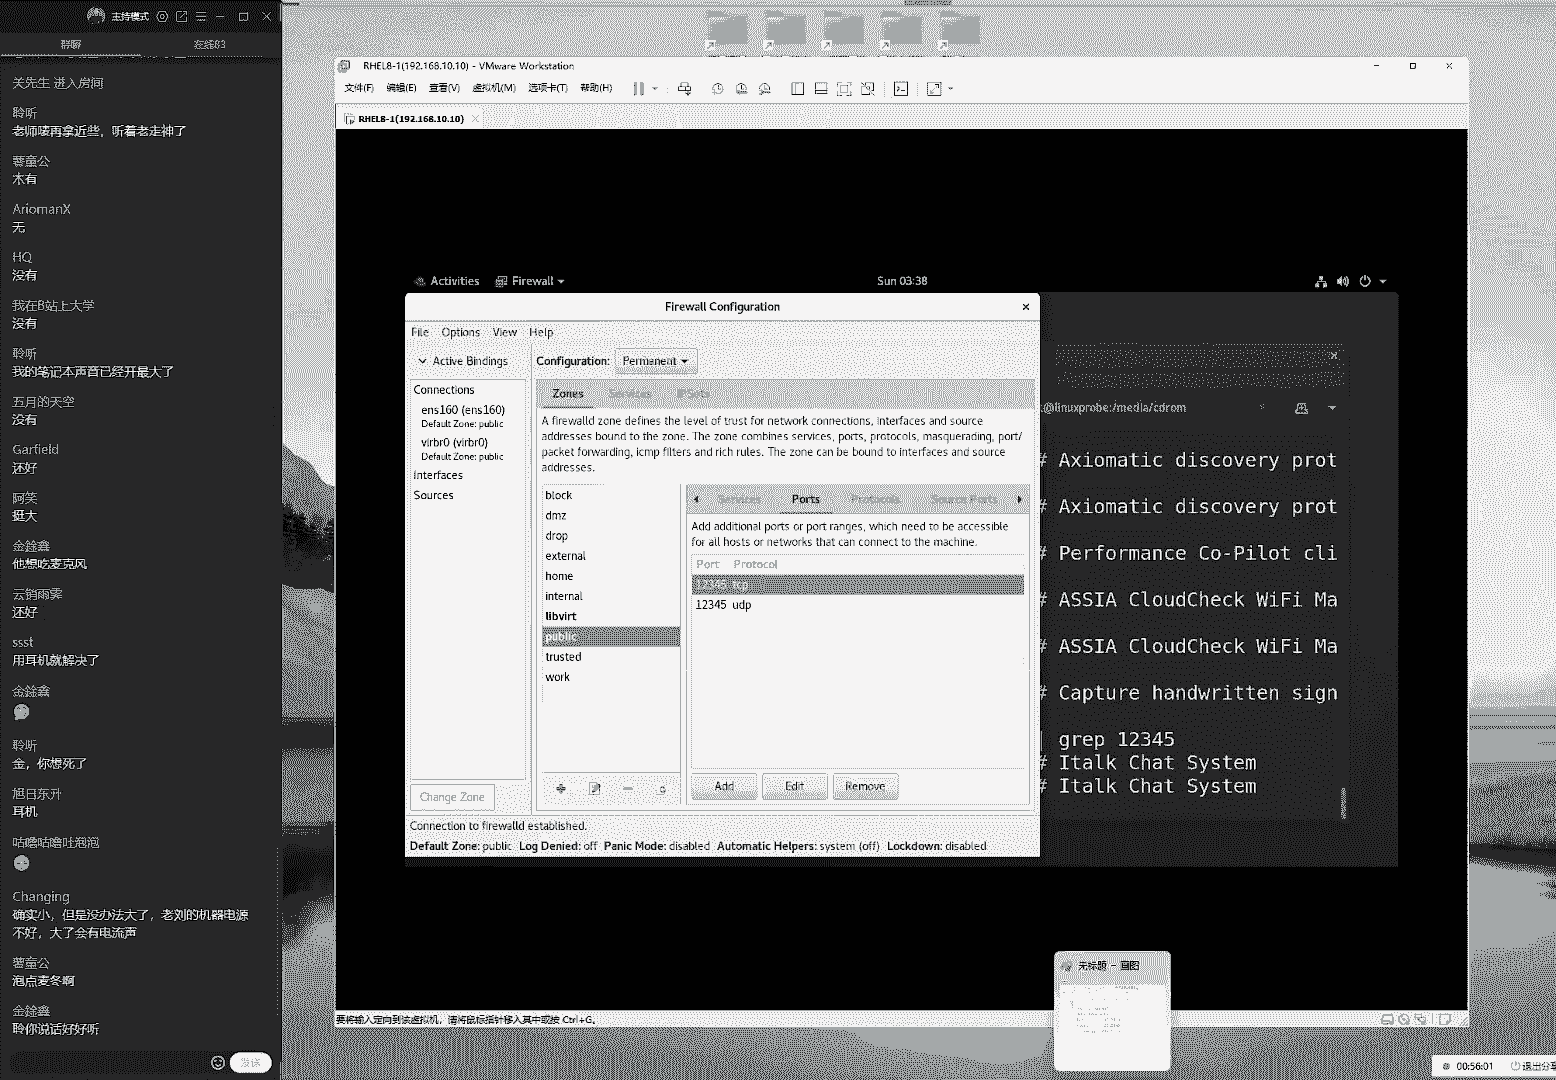 主持模式
群聊
在线83
关先生 进入房间
聆听
老师唛再拿近些，听着老走神了
薯童公
木有
AriomanX
无
HQ
没有
我在B站上大学
没有
聆听
我的笔记本声音已经开最大了
五月的天空
没有
Garfield
还好
阿笑
挺大
金鍂鑫
他想吃麦克风
云销雨霁
还好
ssst
用耳机就解决了
金鍂鑫
聆听
金，你想死了
旭日东升
耳机
咕噜咕噜吐泡泡
Changing
确实小，但是没办法大了，老刘的机器电源
不好，大了会有电流声
薯童公
泡点麦冬啊
金鍂鑫
聆你说话好好听
发送
RHEL8-1(192.168.10.10) - VMware Workstation
文件(F) 编辑(E) 查看(V) 虚拟机(M) 选项卡(T) 帮助(H)
RHEL8-1(192.168.10.10)
Activities Firewall Sun 03:38
Firewall Configuration
File Options View Help
Active Bindings
Configuration: Permanent
Connections
ens160 (ens160)
Default Zone: public
virbr0 (virbr0)
Default Zone: public
Interfaces
Sources
Change Zone
Zones Services IPSets
A firewalld zone defines the level of trust for network connections, interfaces and source
addresses bound to the zone. The zone combines services, ports, protocols, masquerading, port/
packet forwarding, icmp filters and rich rules. The zone can be bound to interfaces and source
addresses.
block
dmz
drop
external
home
internal
libvirt
public
trusted
work
Services Ports Protocols Source Ports
Add additional ports or port ranges, which need to be accessible
for all hosts or networks that can connect to the machine.
Port Protocol
12345 tcp
12345 udp
Add Edit Remove
Connection to firewalld established.
Default Zone: public Log Denied: off Panic Mode: disabled Automatic Helpers: system (off) Lockdown: disabled
@linuxprobe:/media/cdrom
# Axiomatic discovery prot
# Axiomatic discovery prot
# Performance Co-Pilot cli
# ASSIA CloudCheck WiFi Ma
# ASSIA CloudCheck WiFi Ma
# Capture handwritten sign
| grep 12345
# Italk Chat System
# Italk Chat System
无标题 - 画图
要将输入定向到该虚拟机，请将鼠标指针移入其中或按 Ctrl+G。
00:56:01 退出分享